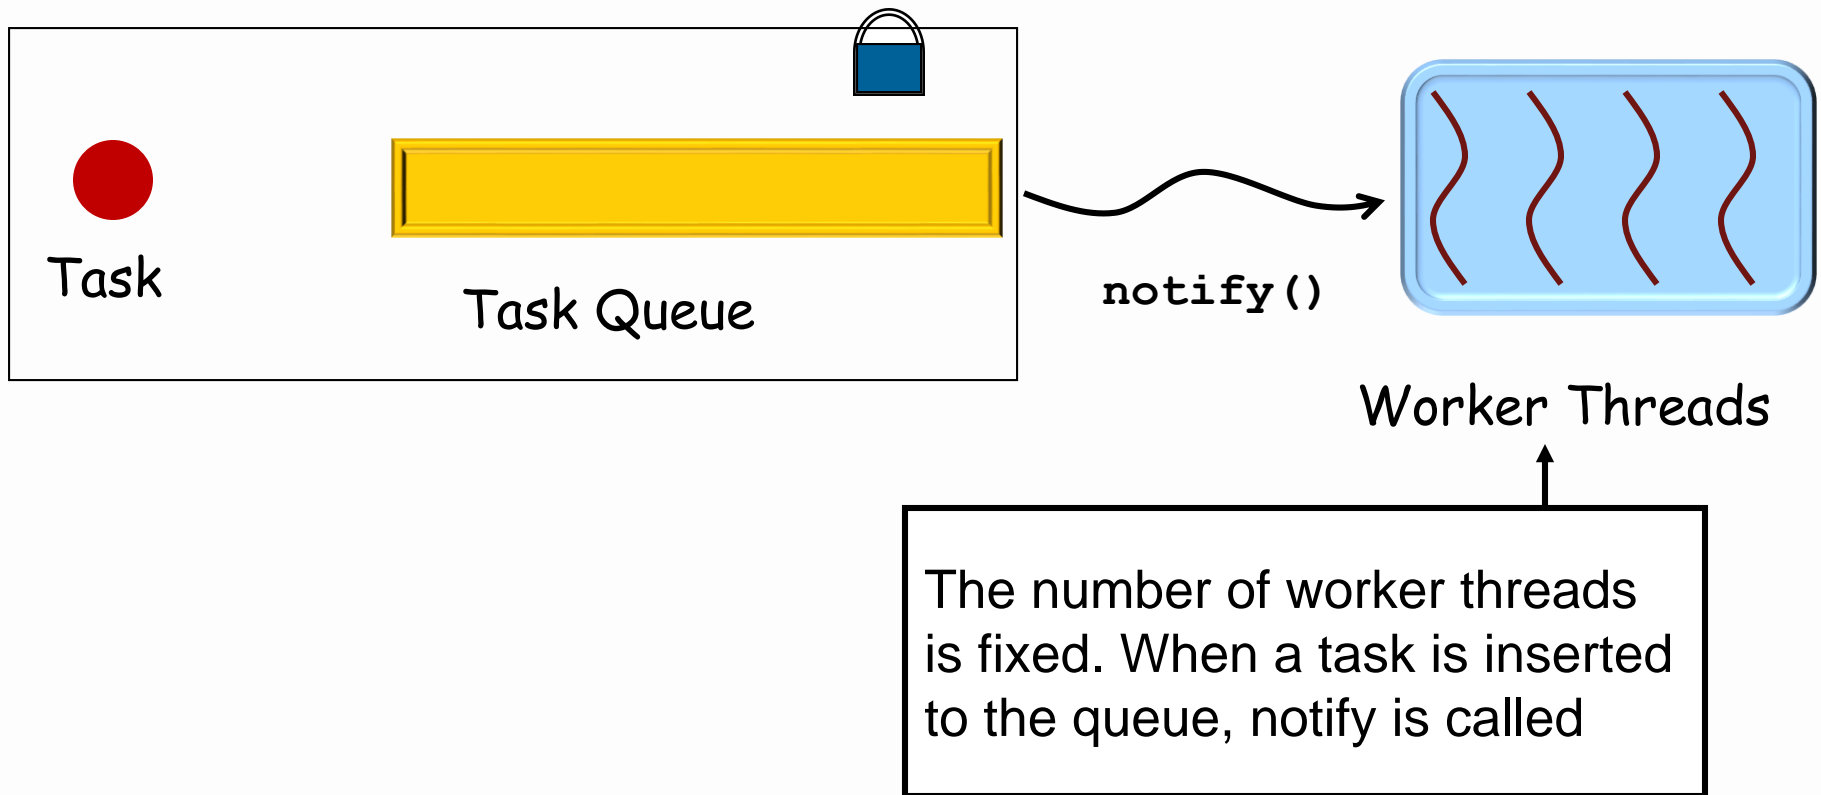 Task
Task Queue
notify()
Worker Threads
The number of worker threads
is fixed. When a task is inserted
to the queue, notify is called